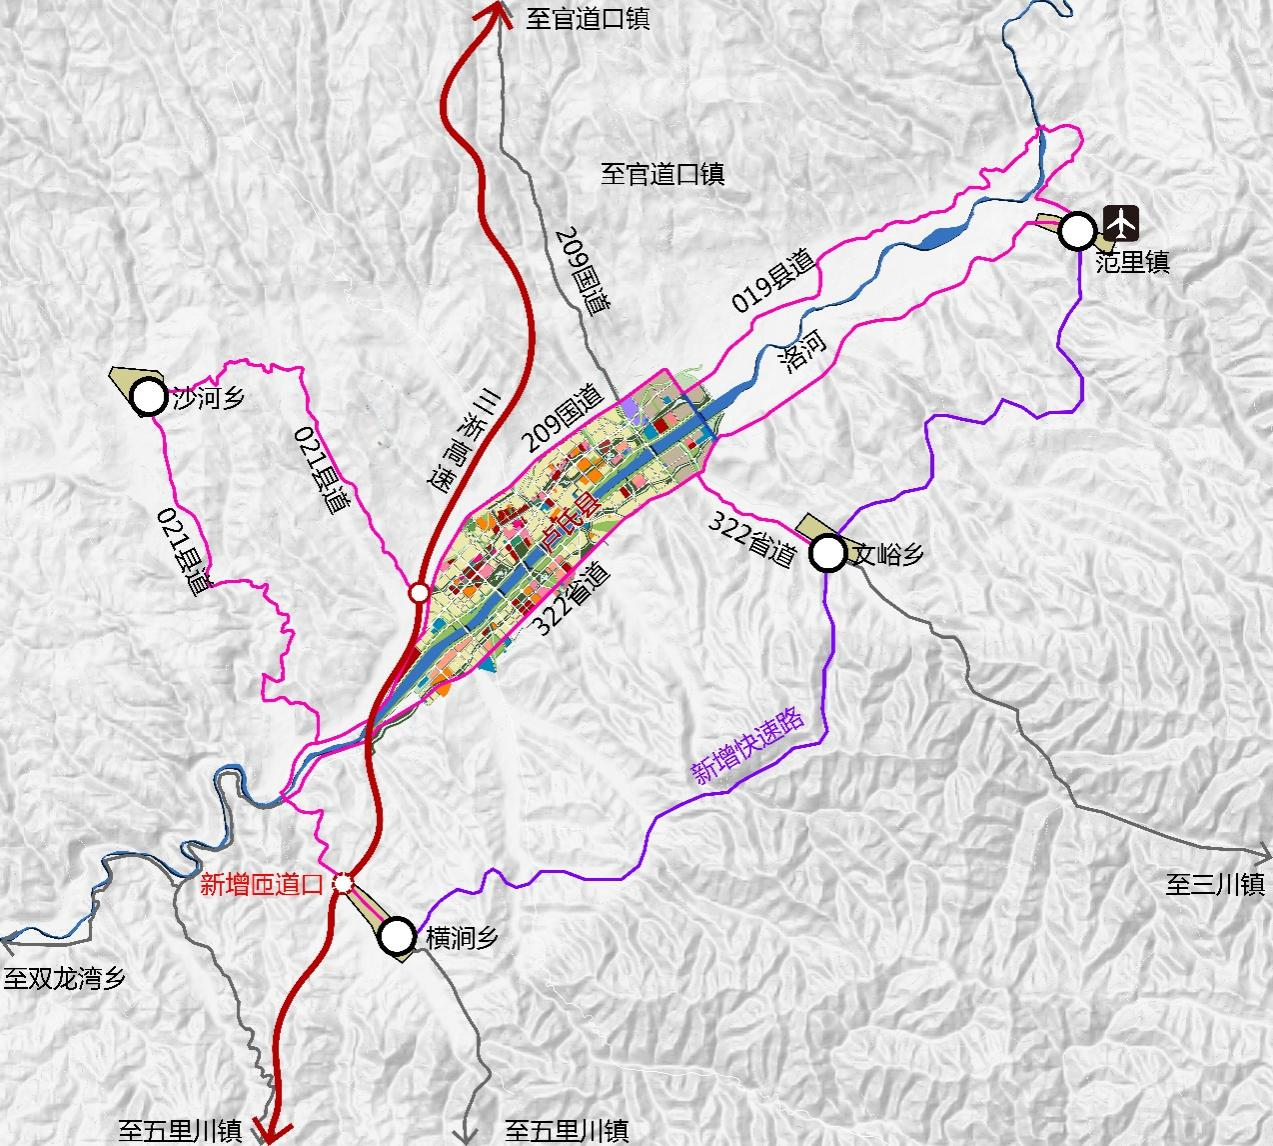 至官道口镇
至官道口镇
209国道
019县道
范里镇
洛河
沙河乡
三淅高速
209国道
021县道
021县道
卢氏县
322省道
文峪乡
322省道
新增快速路
新增匝道口
至三川镇
横涧乡
至双龙湾乡
至五里川镇
至五里川镇